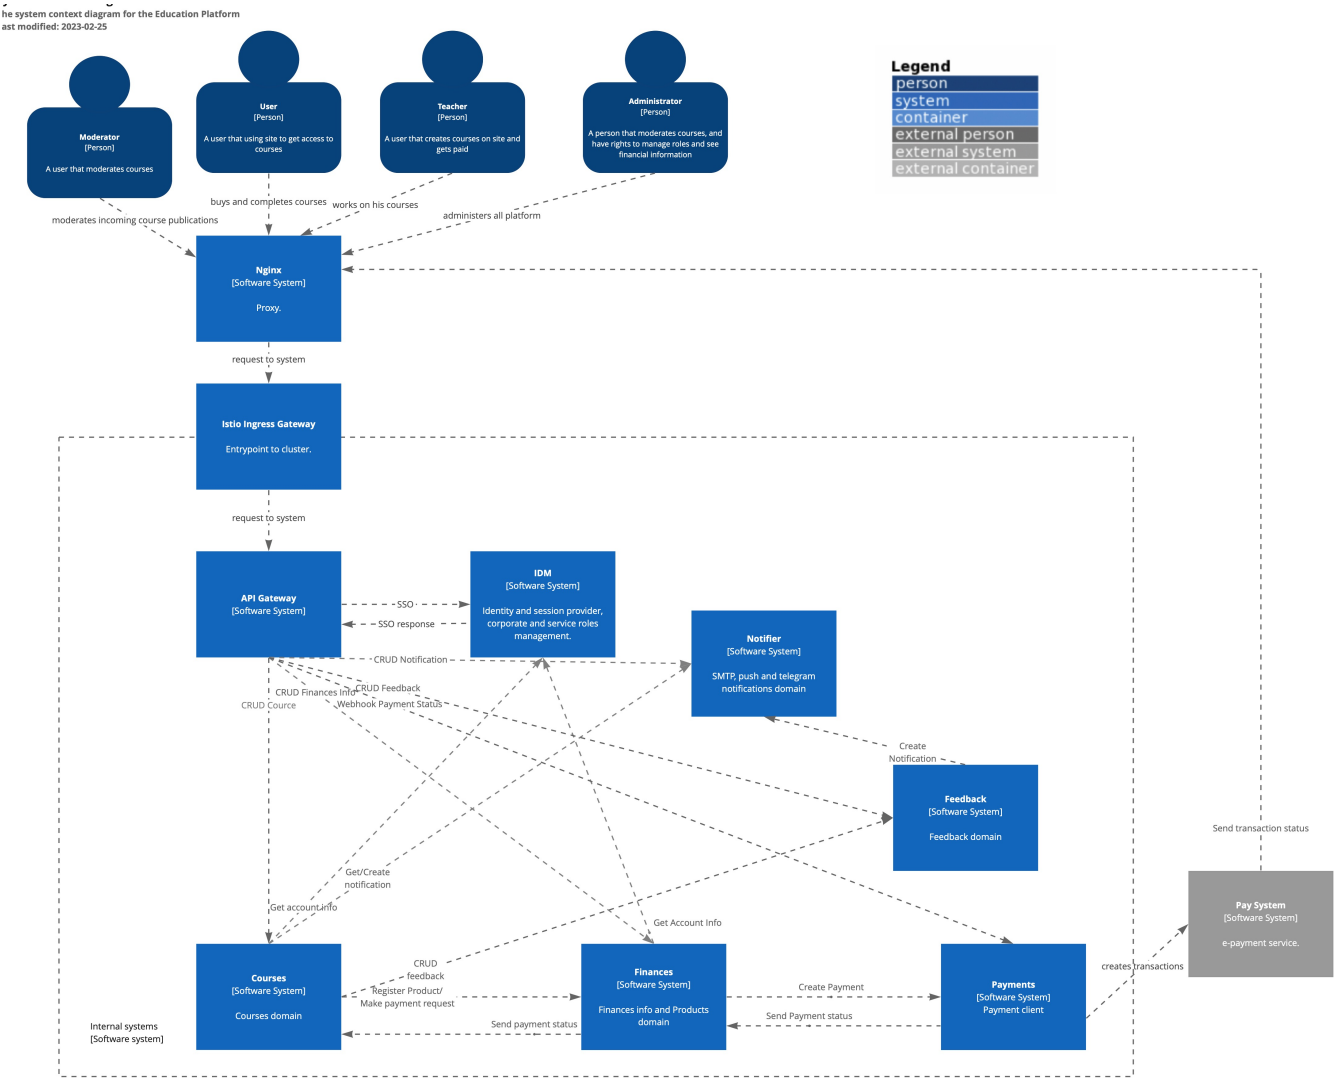 he system context diagram for the Education Platform
ast modified: 2023-02-25
Legend
person
system
container
external person
external system
external container
Moderator
[Person]
A user that moderates courses
User
[Person]
A user that using site to get access to
courses
Teacher
[Person]
A user that creates courses on site and
gets paid
Administrator
[Person]
A person that moderates courses, and
have rights to manage roles and see
financial information
moderates incoming course publications
buys and completes courses
works on his courses
administers all platform
Nginx
[Software System]
Proxy.
request to system
Istio Ingress Gateway
Entrypoint to cluster.
request to system
API Gateway
[Software System]
SSO
SSO response
IDM
[Software System]
Identity and session provider,
corporate and service roles
management.
Notifier
[Software System]
SMTP, push and telegram
notifications domain
CRUD Notification
CRUD Feedback
CRUD Finances Info
Webhook Payment Status
CRUD Cource
Create
Notification
Feedback
[Software System]
Feedback domain
Send transaction status
Get/Create
notification
Get account info
Get Account Info
Pay System
[Software System]
e-payment service.
CRUD
feedback
creates transactions
Courses
[Software System]
Courses domain
Register Product/
Make payment request
Send payment status
Finances
[Software System]
Finances info and Products
domain
Create Payment
Send Payment status
Payments
[Software System]
Payment client
Internal systems
[Software system]